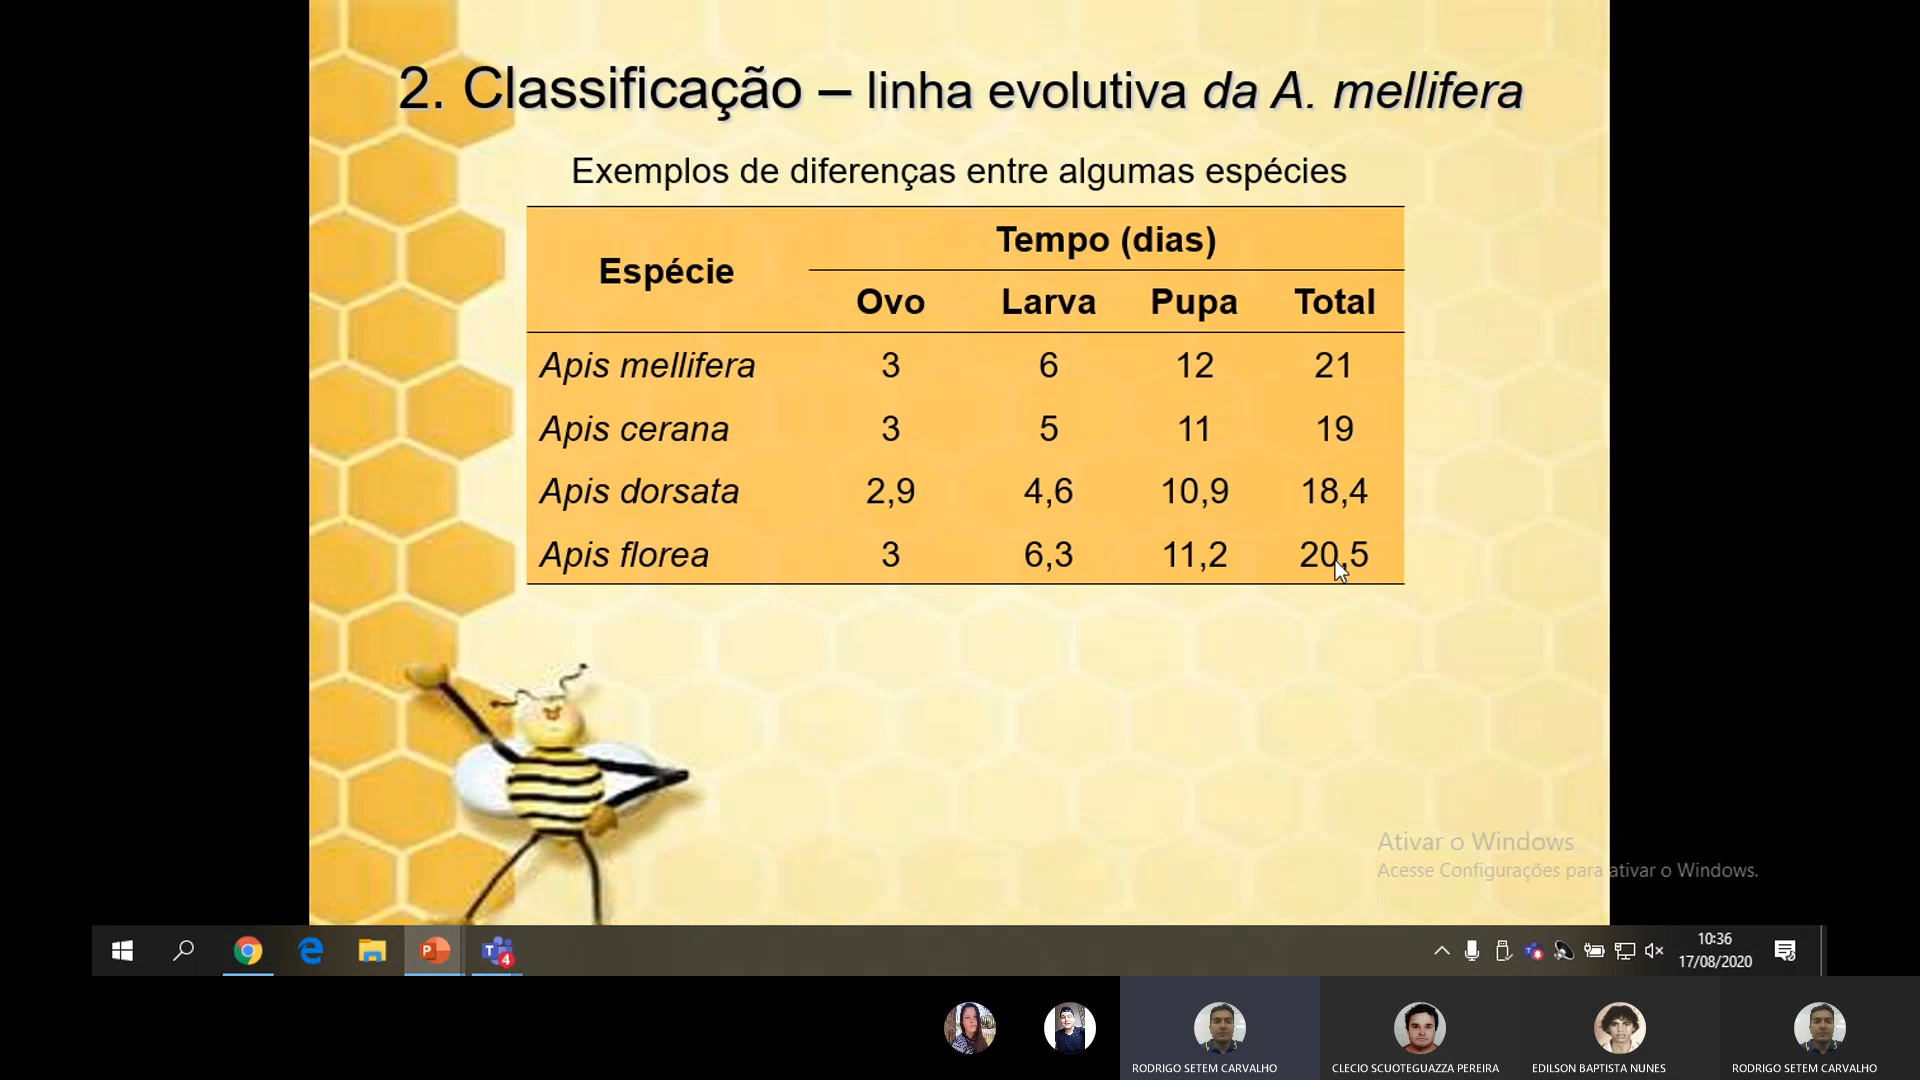 2. Classificação – linha evolutiva da A. mellifera
Exemplos de diferenças entre algumas espécies
Espécie
Tempo (dias)
Ovo Larva Pupa Total
Apis mellifera 3 6 12 21
Apis cerana 3 5 11 19
Apis dorsata 2,9 4,6 10,9 18,4
Apis florea 3 6,3 11,2 20,5
Ativar o Windows
Acesse Configurações para ativar o Windows.
P
T
4
10:36
17/08/2020
RODRIGO SETEM CARVALHO
CLECIO SCUOTEGUAZZA PEREIRA
EDILSON BAPTISTA NUNES
RODRIGO SETEM CARVALHO